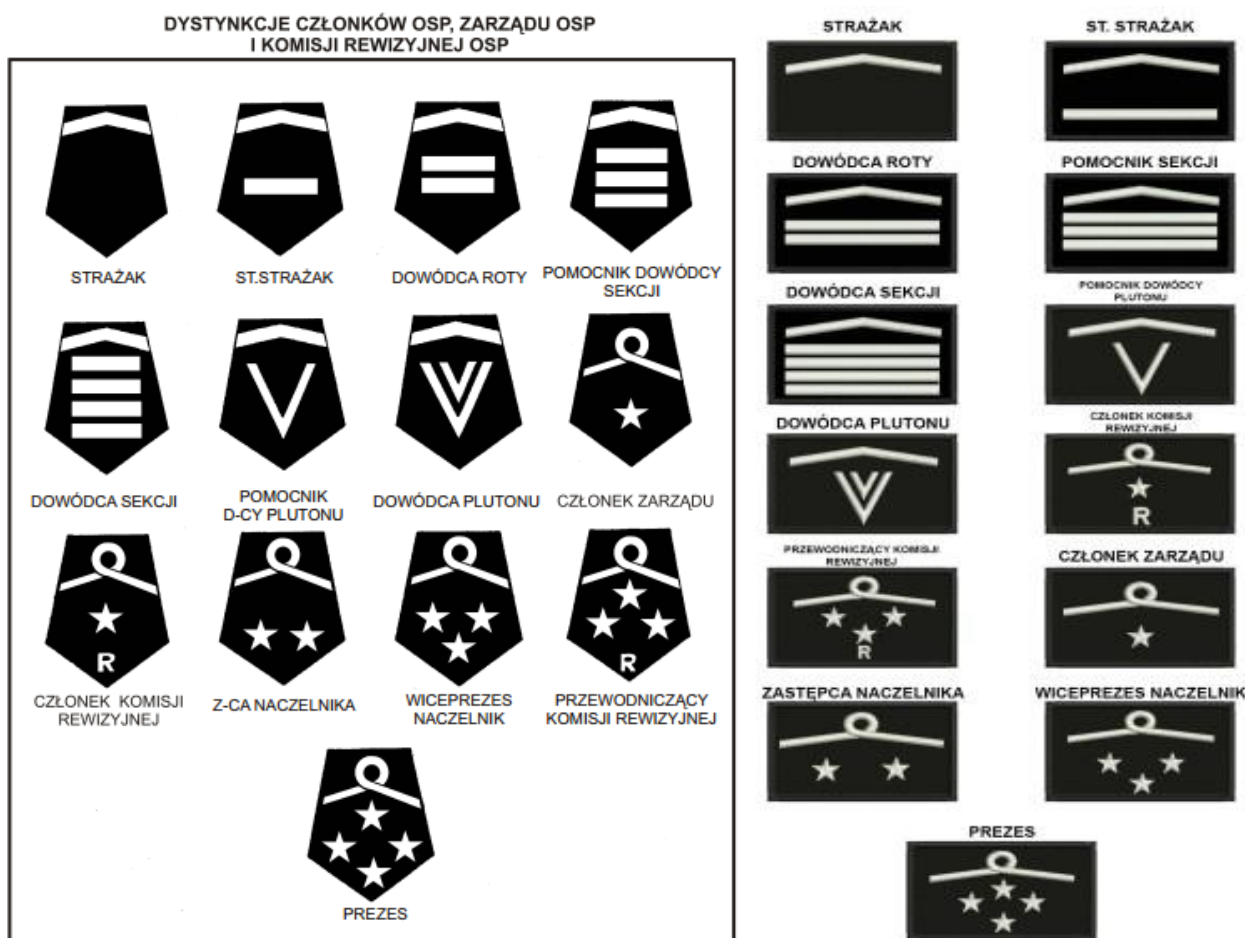 DYSTYNKCJE CZŁONKÓW OSP, ZARZĄDU OSP
I KOMISJI REWIZYJNEJ OSP
STRAŻAK
ST.STRAŻAK
DOWÓDCA ROTY
POMOCNIK DOWÓDCY
SEKCJI
DOWÓDCA SEKCJI
POMOCNIK
D-CY PLUTONU
DOWÓDCA PLUTONU
CZŁONEK ZARZĄDU
R
CZŁONEK KOMISJI
REWIZYJNEJ
Z-CA NACZELNIKA
WICEPREZES
NACZELNIK
R
PRZEWODNICZĄCY
KOMISJI REWIZYJNEJ
PREZES
STRAŻAK
ST. STRAŻAK
DOWÓDCA ROTY
POMOCNIK SEKCJI
DOWÓDCA SEKCJI
POMOCNIK DOWÓDCY
PLUTONU
DOWÓDCA PLUTONU
CZŁONEK KOMISJI
REWIZYJNEJ
R
PRZEWODNICZĄCY KOMISJI
REWIZYJNEJ
R
CZŁONEK ZARZĄDU
ZASTĘPCA NACZELNIKA
WICEPREZES NACZELNIK
PREZES